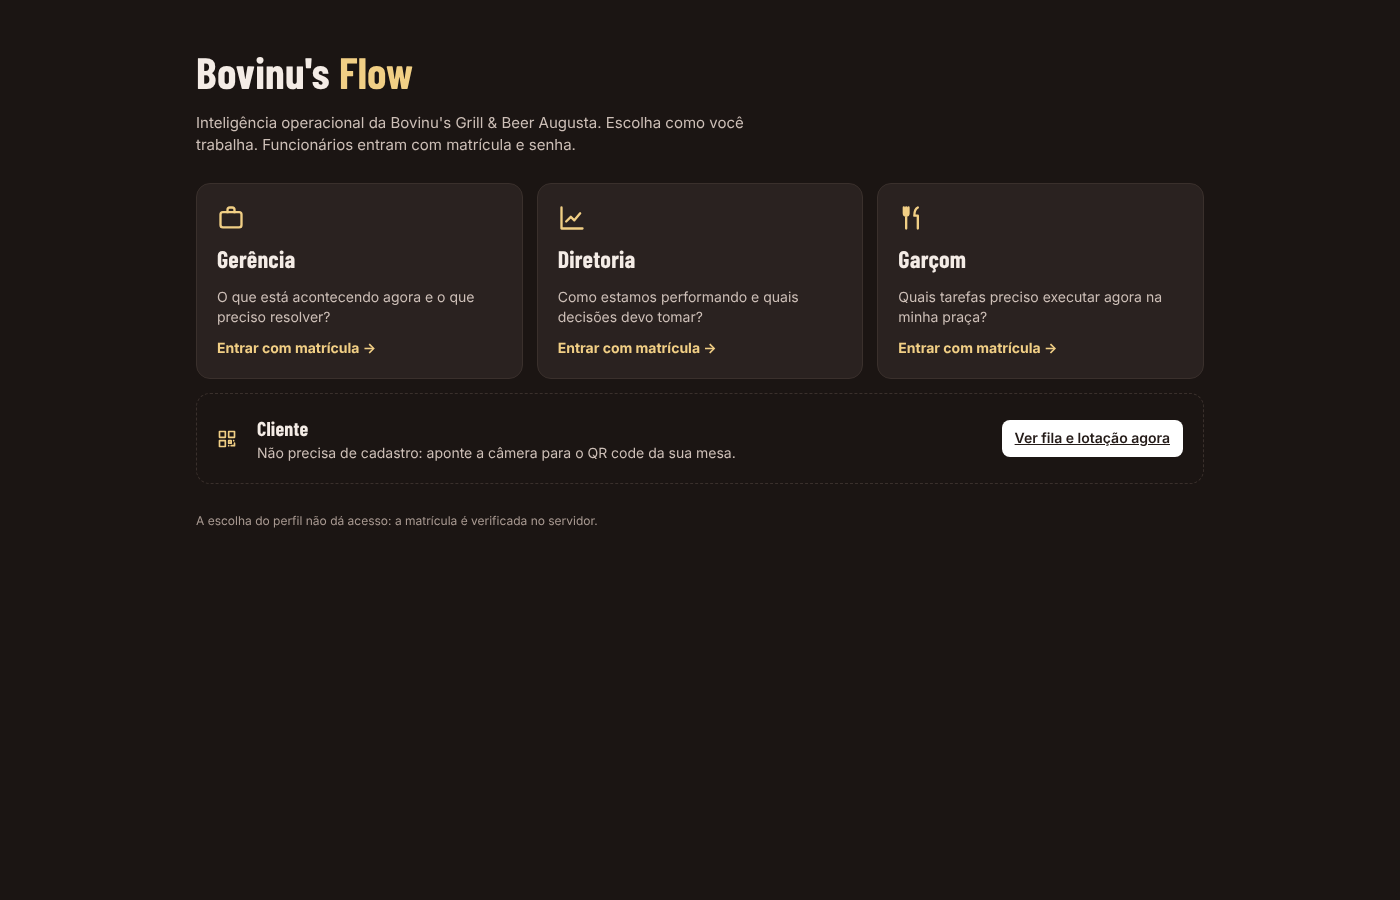 Bovinu's Flow
Inteligência operacional da Bovinu's Grill & Beer Augusta. Escolha como você
trabalha. Funcionários entram com matrícula e senha.
Gerência
O que está acontecendo agora e o que
preciso resolver?
Entrar com matrícula →
Diretoria
Como estamos performando e quais
decisões devo tomar?
Entrar com matrícula →
Garçom
Quais tarefas preciso executar agora na
minha praça?
Entrar com matrícula →
Cliente
Não precisa de cadastro: aponte a câmera para o QR code da sua mesa.
Ver fila e lotação agora
A escolha do perfil não dá acesso: a matrícula é verificada no servidor.